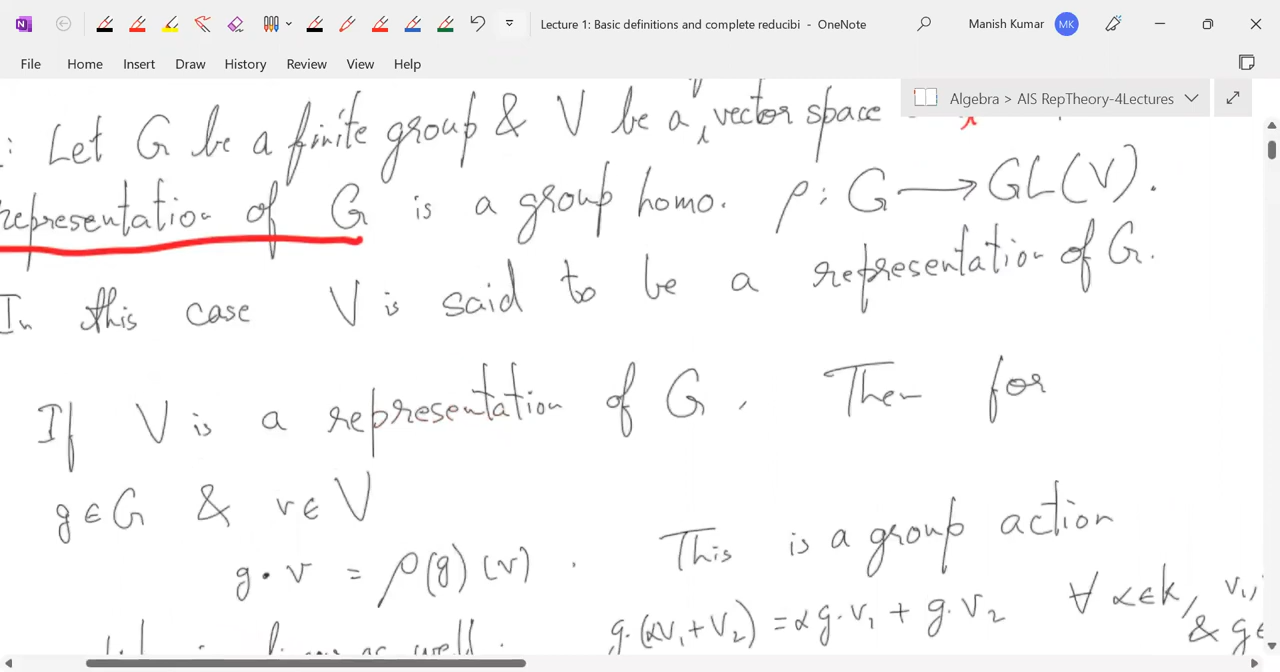 Lecture 1: Basic definitions and complete reducibi - OneNote
Manish Kumar
MK
File Home Insert Draw History Review View Help
Algebra > AIS RepTheory-4Lectures
: Let G be a finite group & V be a vector space
representation of G is a group homo. ρ : G ⟶ GL(V).
In this case V is said to be a representation of G.
If V is a representation of G, Then for
g ∈ G & v ∈ V
g • v = ρ(g) (v) . This is a group action
g·(αv₁ + v₂) = αg·v₁ + g·v₂ ∀ α ∈ k, v₁,
& g ∈
well.